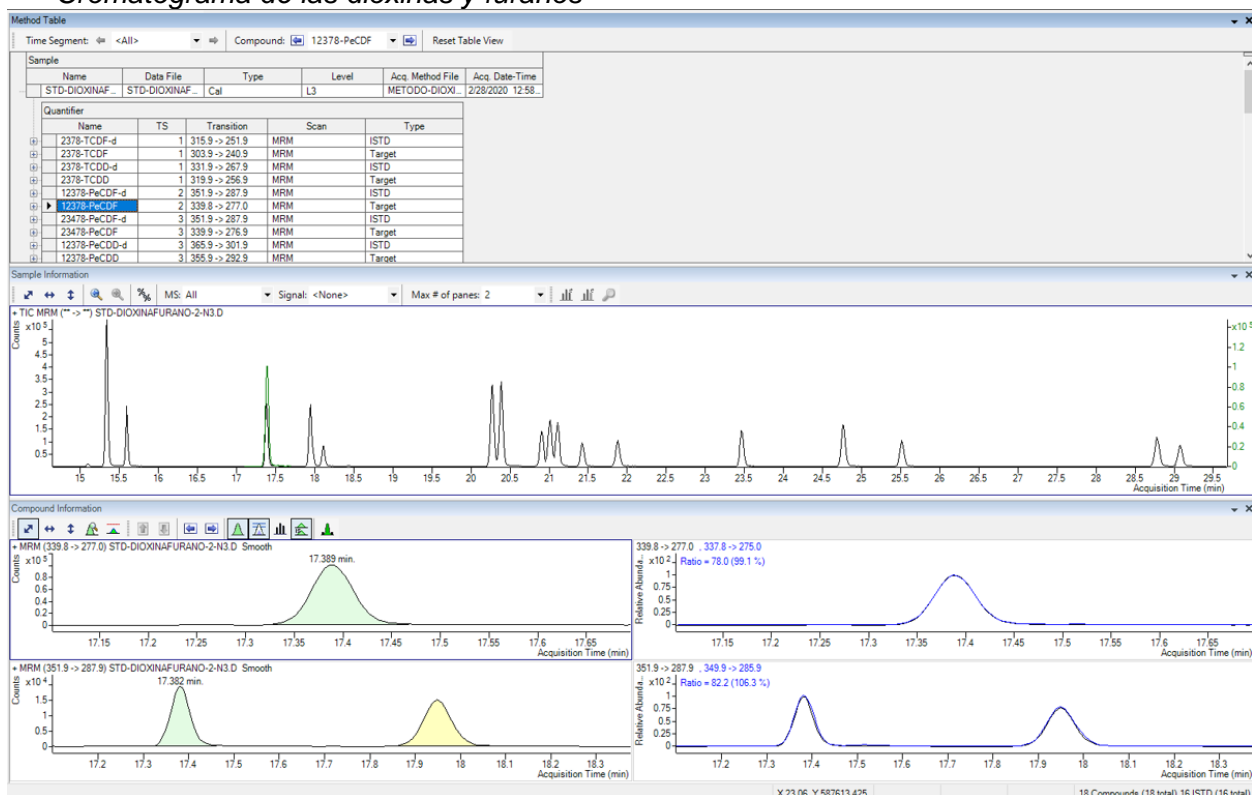 Cromatograma de las dioxinas y furanos
Method Table
Time Segment: <All> Compound: 12378-PeCDF Reset Table View
Sample
Name Data File Type Level Acq. Method File Acq. Date-Time
STD-DIOXINAF... STD-DIOXINAF... Cal L3 METODO-DIOXI... 2/28/2020 12:58...
Quantifier
Name TS Transition Scan Type
2378-TCDF-d 1 315.9 -> 251.9 MRM ISTD
2378-TCDF 1 303.9 -> 240.9 MRM Target
2378-TCDD-d 1 331.9 -> 267.9 MRM ISTD
2378-TCDD 1 319.9 -> 256.9 MRM Target
12378-PeCDF-d 2 351.9 -> 287.9 MRM ISTD
12378-PeCDF 2 339.8 -> 277.0 MRM Target
23478-PeCDF-d 3 351.9 -> 287.9 MRM ISTD
23478-PeCDF 3 339.9 -> 276.9 MRM Target
12378-PeCDD-d 3 365.9 -> 301.9 MRM ISTD
12378-PeCDD 3 355.9 -> 292.9 MRM Target
Sample Information
MS: All Signal: <None> Max # of panes: 2
+ TIC MRM (** -> **) STD-DIOXINAFURANO-2-N3.D
Counts
x10 5
5
4.5
4
3.5
3
2.5
2
1.5
1
0.5
x10 5
1.2
1
0.8
0.6
0.4
0.2
0
15 15.5 16 16.5 17 17.5 18 18.5 19 19.5 20 20.5 21 21.5 22 22.5 23 23.5 24 24.5 25 25.5 26 26.5 27 27.5 28 28.5 29 29.5
Acquisition Time (min)
Compound Information
+ MRM (339.8 -> 277.0) STD-DIOXINAFURANO-2-N3.D Smooth
Counts
x10 5
17.389 min.
0.8
0.6
0.4
0.2
0
17.15 17.2 17.25 17.3 17.35 17.4 17.45 17.5 17.55 17.6 17.65
Acquisition Time (min)
339.8 -> 277.0 , 337.8 -> 275.0
Relative Abunda...
x10 2 Ratio = 78.0 (99.1 %)
1
0.75
0.5
0.25
0
17.15 17.2 17.25 17.3 17.35 17.4 17.45 17.5 17.55 17.6 17.65
Acquisition Time (min)
+ MRM (351.9 -> 287.9) STD-DIOXINAFURANO-2-N3.D Smooth
Counts
x10 4
17.382 min.
1.5
1
0.5
0
17.2 17.3 17.4 17.5 17.6 17.7 17.8 17.9 18 18.1 18.2 18.3
Acquisition Time (min)
351.9 -> 287.9 , 349.9 -> 285.9
Relative Abunda...
x10 2 Ratio = 82.2 (106.3 %)
1
0.75
0.5
0.25
0
17.2 17.3 17.4 17.5 17.6 17.7 17.8 17.9 18 18.1 18.2 18.3
Acquisition Time (min)
X 23.06, Y 587613.425 18 Compounds (18 total) 16 ISTD (16 total)